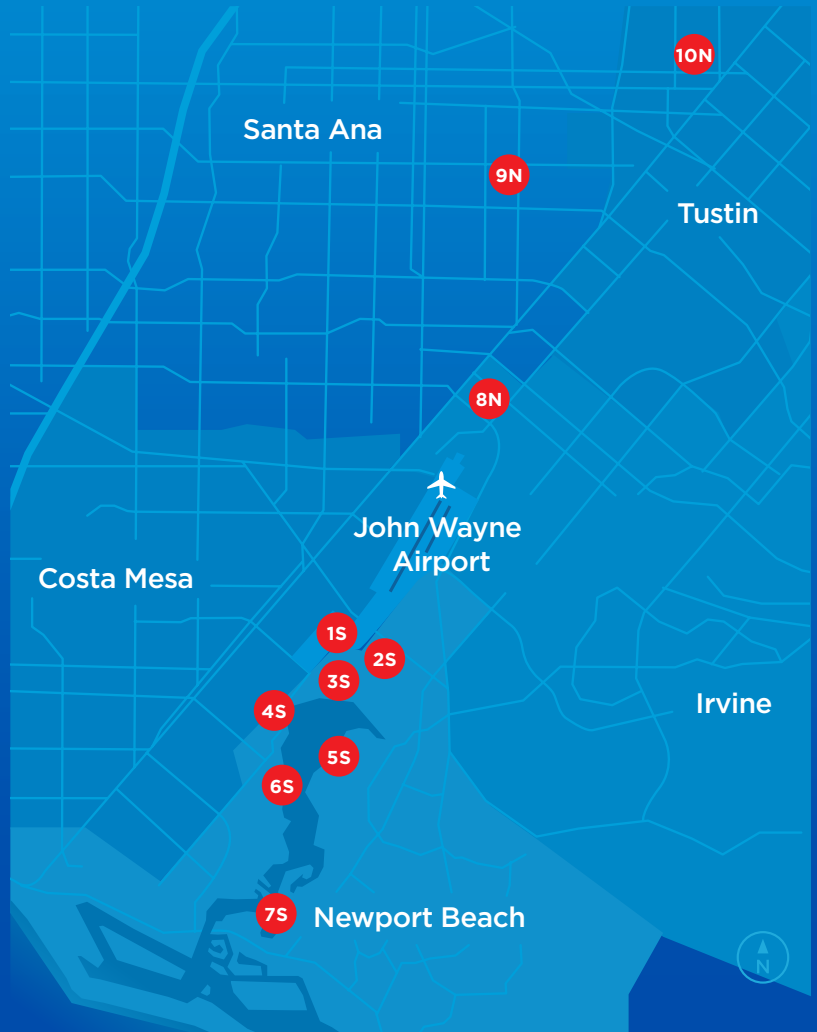 10N
Santa Ana
9N
Tustin
8N
John Wayne
Airport
Costa Mesa
1S
2S
3S
Irvine
4S
5S
6S
7S
Newport Beach
N